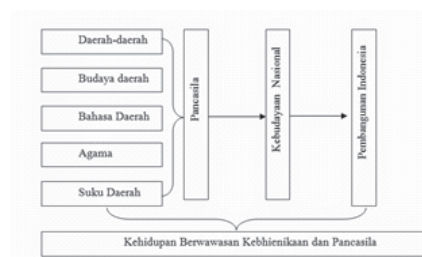 Daerah-daerah
Budaya daerah
Bahasa Daerah
Agama
Suku Daerah
Pancasila
Kebudayaan Nasional
Pembangunan Indonesia
Kehidupan Berwawasan Kebhienikaan dan Pancasila